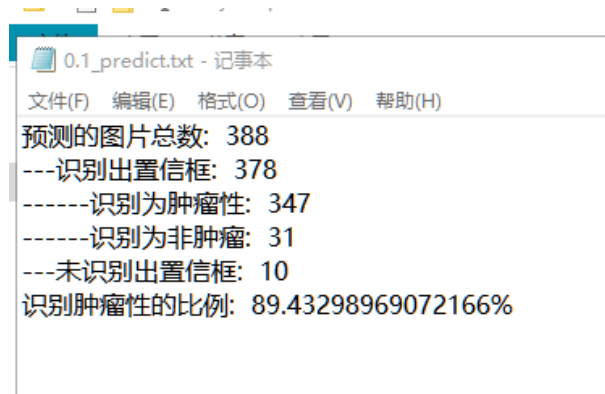 0.1_predict.txt - 记事本
文件(F) 编辑(E) 格式(O) 查看(V) 帮助(H)
预测的图片总数: 388
---识别出置信框: 378
------识别为肿瘤性: 347
------识别为非肿瘤: 31
---未识别出置信框: 10
识别肿瘤性的比例: 89.43298969072166%